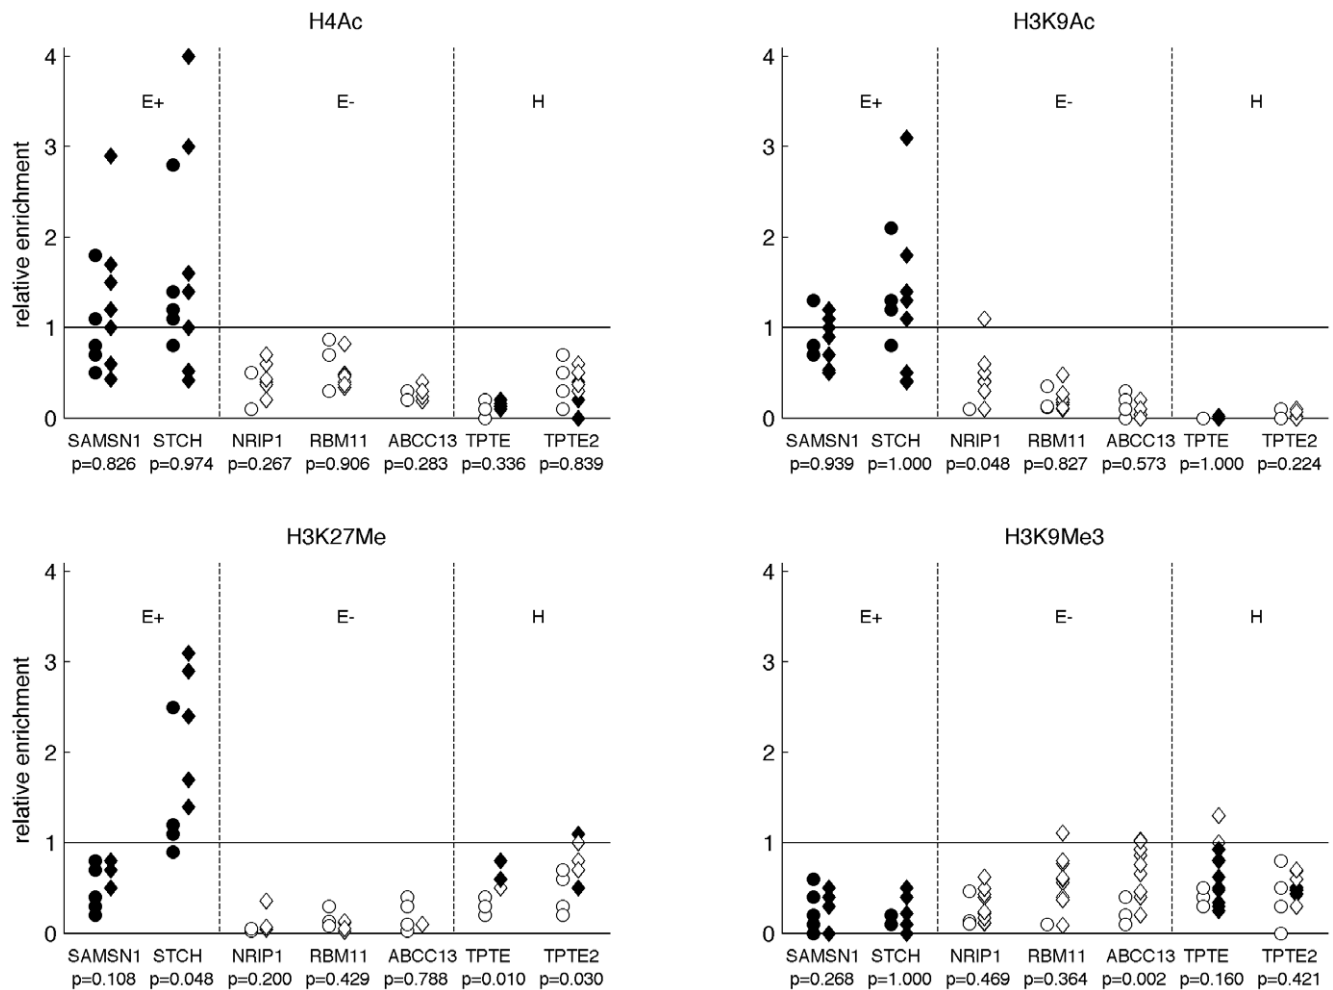 H4Ac
4
3
2
1
0
relative enrichment
E+ E- H
SAMSN1 STCH NRIP1 RBM11 ABCC13 TPTE TPTE2
p=0.826 p=0.974 p=0.267 p=0.906 p=0.283 p=0.336 p=0.839
H3K9Ac
4
3
2
1
0
E+ E- H
SAMSN1 STCH NRIP1 RBM11 ABCC13 TPTE TPTE2
p=0.939 p=1.000 p=0.048 p=0.827 p=0.573 p=1.000 p=0.224
H3K27Me
4
3
2
1
0
relative enrichment
E+ E- H
SAMSN1 STCH NRIP1 RBM11 ABCC13 TPTE TPTE2
p=0.108 p=0.048 p=0.200 p=0.429 p=0.788 p=0.010 p=0.030
H3K9Me3
4
3
2
1
0
E+ E- H
SAMSN1 STCH NRIP1 RBM11 ABCC13 TPTE TPTE2
p=0.268 p=1.000 p=0.469 p=0.364 p=0.002 p=0.160 p=0.421